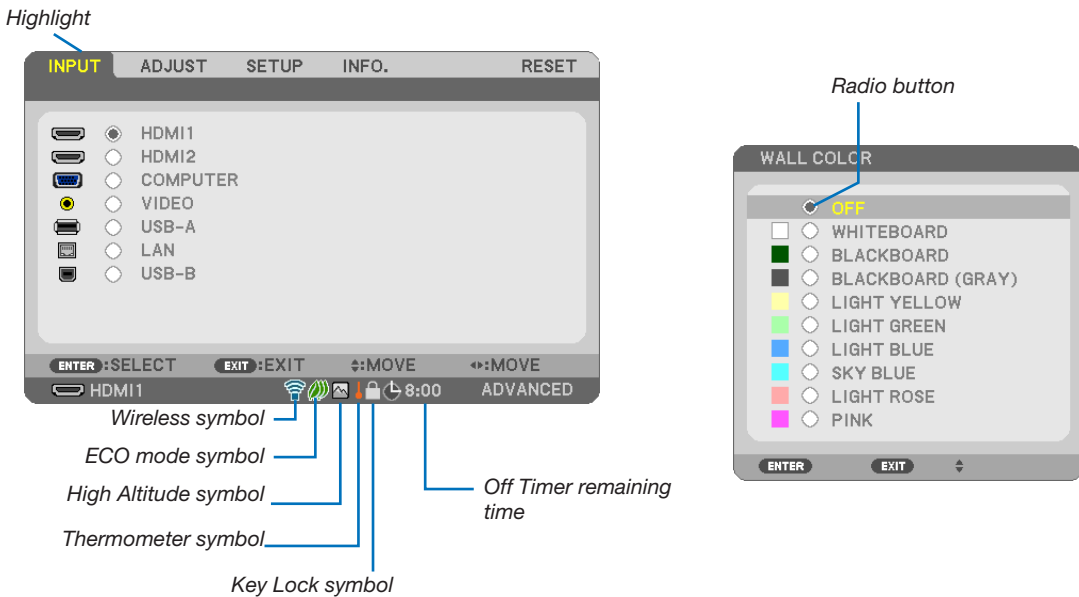 Highlight
INPUT ADJUST SETUP INFO. RESET
HDMI1
HDMI2
COMPUTER
VIDEO
USB-A
LAN
USB-B
ENTER :SELECT EXIT :EXIT :MOVE :MOVE
HDMI1 8:00 ADVANCED
Wireless symbol
ECO mode symbol
High Altitude symbol
Thermometer symbol
Key Lock symbol
Off Timer remaining
time
Radio button
WALL COLOR
OFF
WHITEBOARD
BLACKBOARD
BLACKBOARD (GRAY)
LIGHT YELLOW
LIGHT GREEN
LIGHT BLUE
SKY BLUE
LIGHT ROSE
PINK
ENTER EXIT